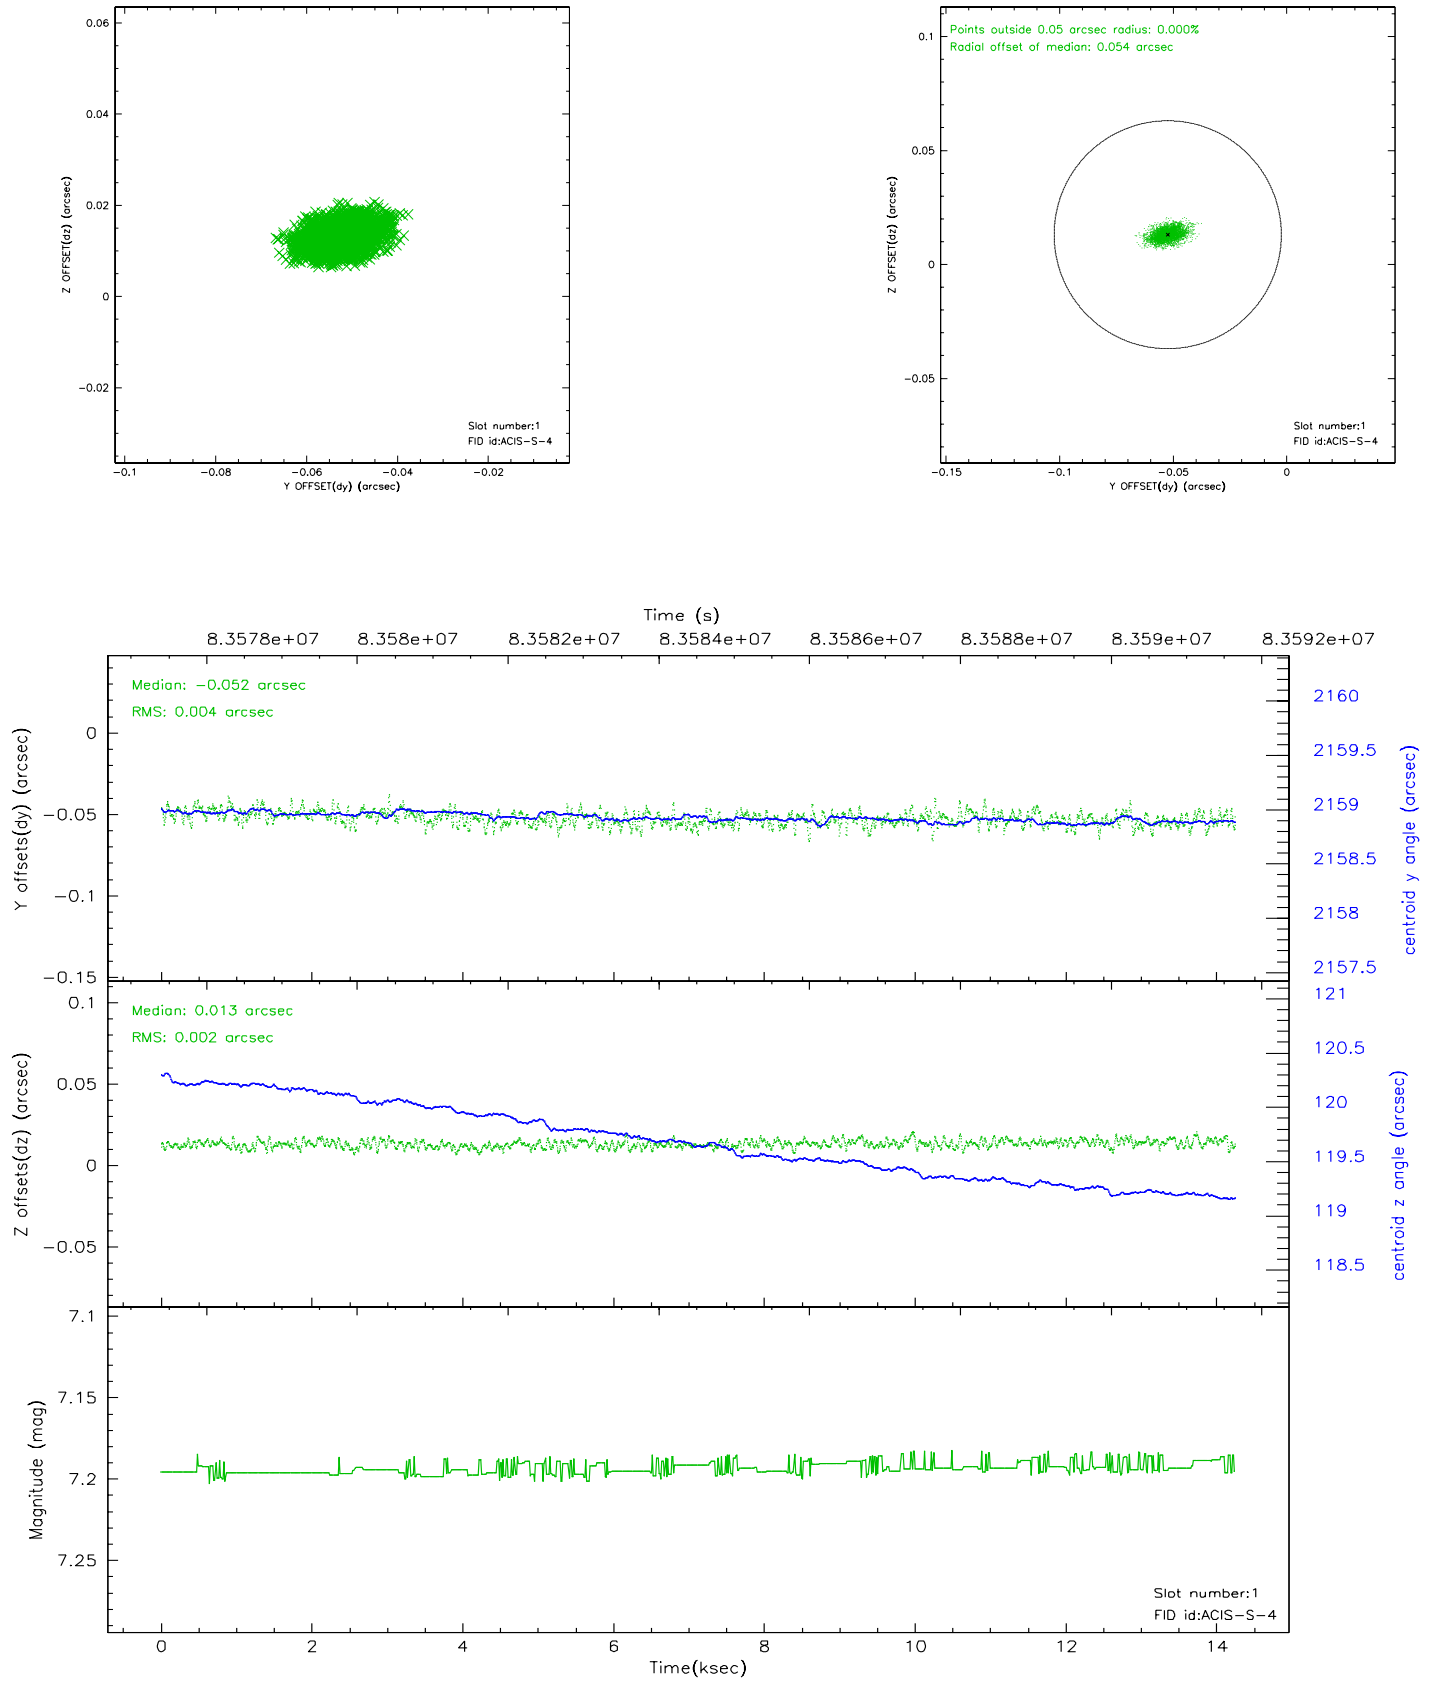 0.06
0.04
0.02
0
-0.02
Z OFFSET(dz) (arcsec)
Slot number:1
FID id:ACIS-S-4
-0.1 -0.08 -0.06 -0.04 -0.02
Y OFFSET(dy) (arcsec)
Points outside 0.05 arcsec radius: 0.000%
Radial offset of median: 0.054 arcsec
0.1
0.05
0
-0.05
Z OFFSET(dz) (arcsec)
Slot number:1
FID id:ACIS-S-4
-0.15 -0.1 -0.05 0
Y OFFSET(dy) (arcsec)
Time (s)
8.3578e+07 8.358e+07 8.3582e+07 8.3584e+07 8.3586e+07 8.3588e+07 8.359e+07 8.3592e+07
Median: -0.052 arcsec
RMS: 0.004 arcsec
0
-0.05
-0.1
-0.15
Y offsets(dy) (arcsec)
2160
2159.5
2159
2158.5
2158
2157.5
centroid y angle (arcsec)
Median: 0.013 arcsec
RMS: 0.002 arcsec
0.1
0.05
0
-0.05
Z offsets(dz) (arcsec)
121
120.5
120
119.5
119
118.5
centroid z angle (arcsec)
7.1
7.15
7.2
7.25
Magnitude (mag)
Slot number:1
FID id:ACIS-S-4
0 2 4 6 8 10 12 14
Time(ksec)